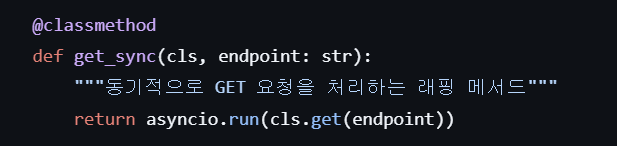 @classmethod
def get_sync(cls, endpoint: str):
    """동기적으로 GET 요청을 처리하는 래핑 메서드"""
    return asyncio.run(cls.get(endpoint))